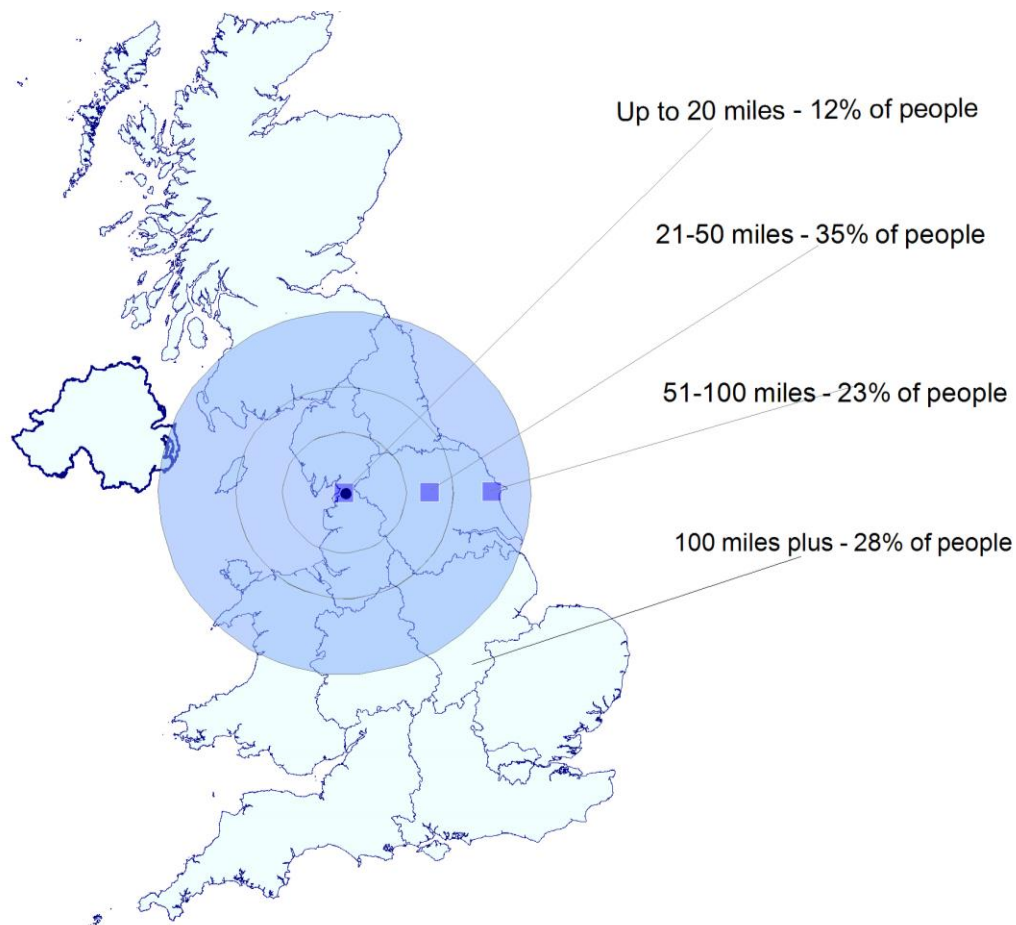 Up to 20 miles - 12% of people
21-50 miles - 35% of people
51-100 miles - 23% of people
100 miles plus - 28% of people